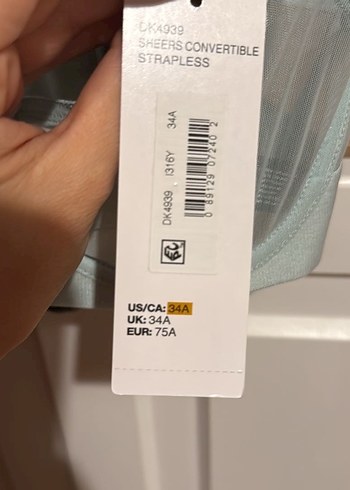 DK4939
SHEERS CONVERTIBLE
STRAPLESS
DK4939 I316Y 34A
0 89129 07240 2
US/CA: 34A
UK: 34A
EUR: 75A